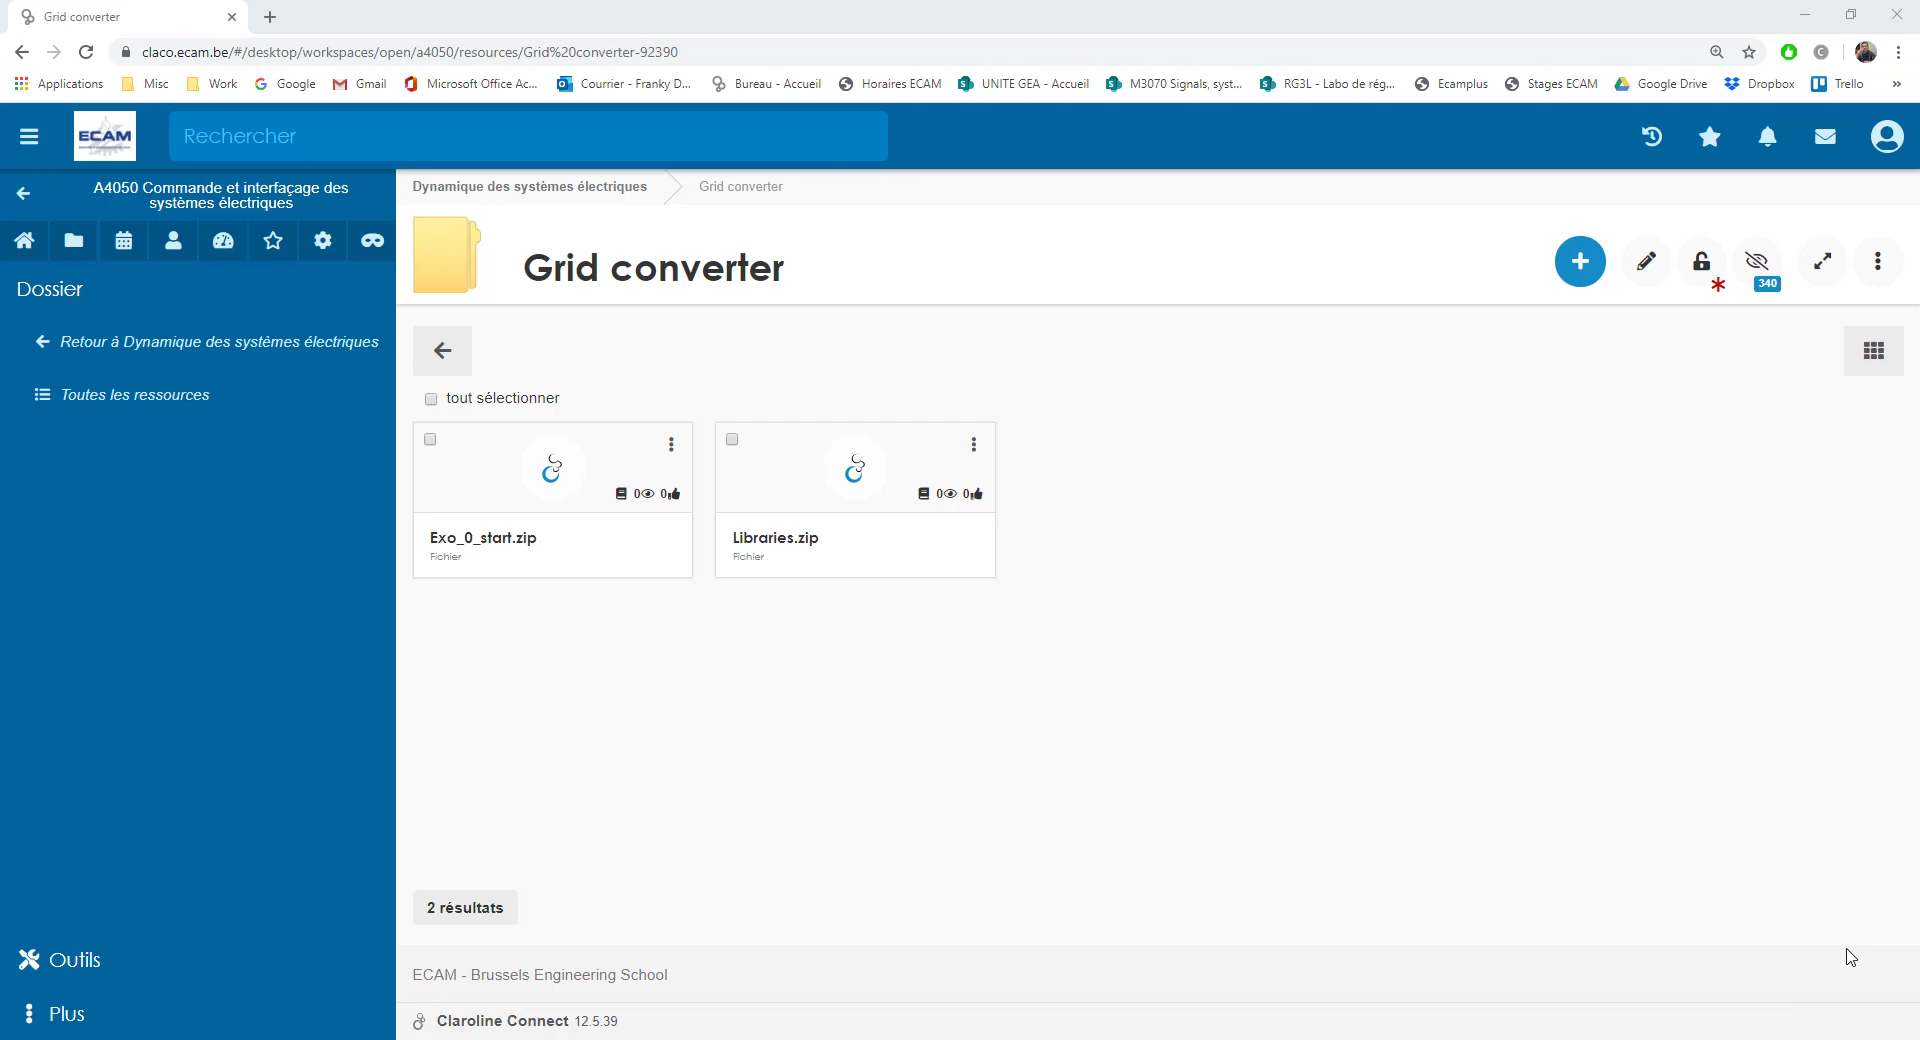 Grid converter
claco.ecam.be/#/desktop/workspaces/open/a4050/resources/Grid%20converter-92390
Applications Misc Work Google Gmail Microsoft Office Ac... Courrier - Franky D... Bureau - Accueil Horaires ECAM UNITE GEA - Accueil M3070 Signals, syst... RG3L - Labo de rég... Ecamplus Stages ECAM Google Drive Dropbox Trello »
ECAM Rechercher
A4050 Commande et interfaçage des
systèmes électriques
Dynamique des systèmes électriques Grid converter
Dossier
Grid converter
340
Retour à Dynamique des systèmes électriques
Toutes les ressources
tout sélectionner
0 0
0 0
Exo_0_start.zip
Fichier
Libraries.zip
Fichier
2 résultats
Outils
Plus
ECAM - Brussels Engineering School
Claroline Connect 12.5.39